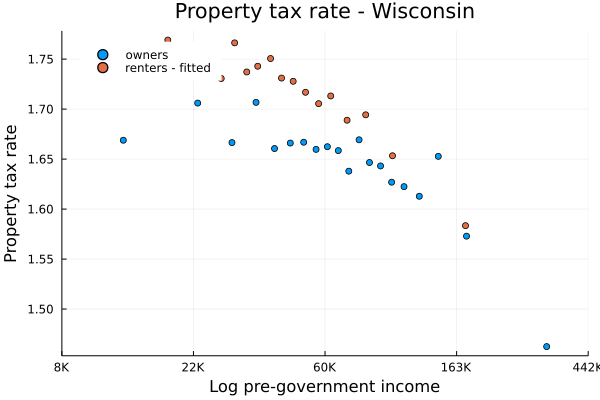 Property tax rate - Wisconsin
owners
renters - fitted
1.75
1.70
1.65
1.60
1.55
1.50
Property tax rate
8K 22K 60K 163K 442K
Log pre-government income